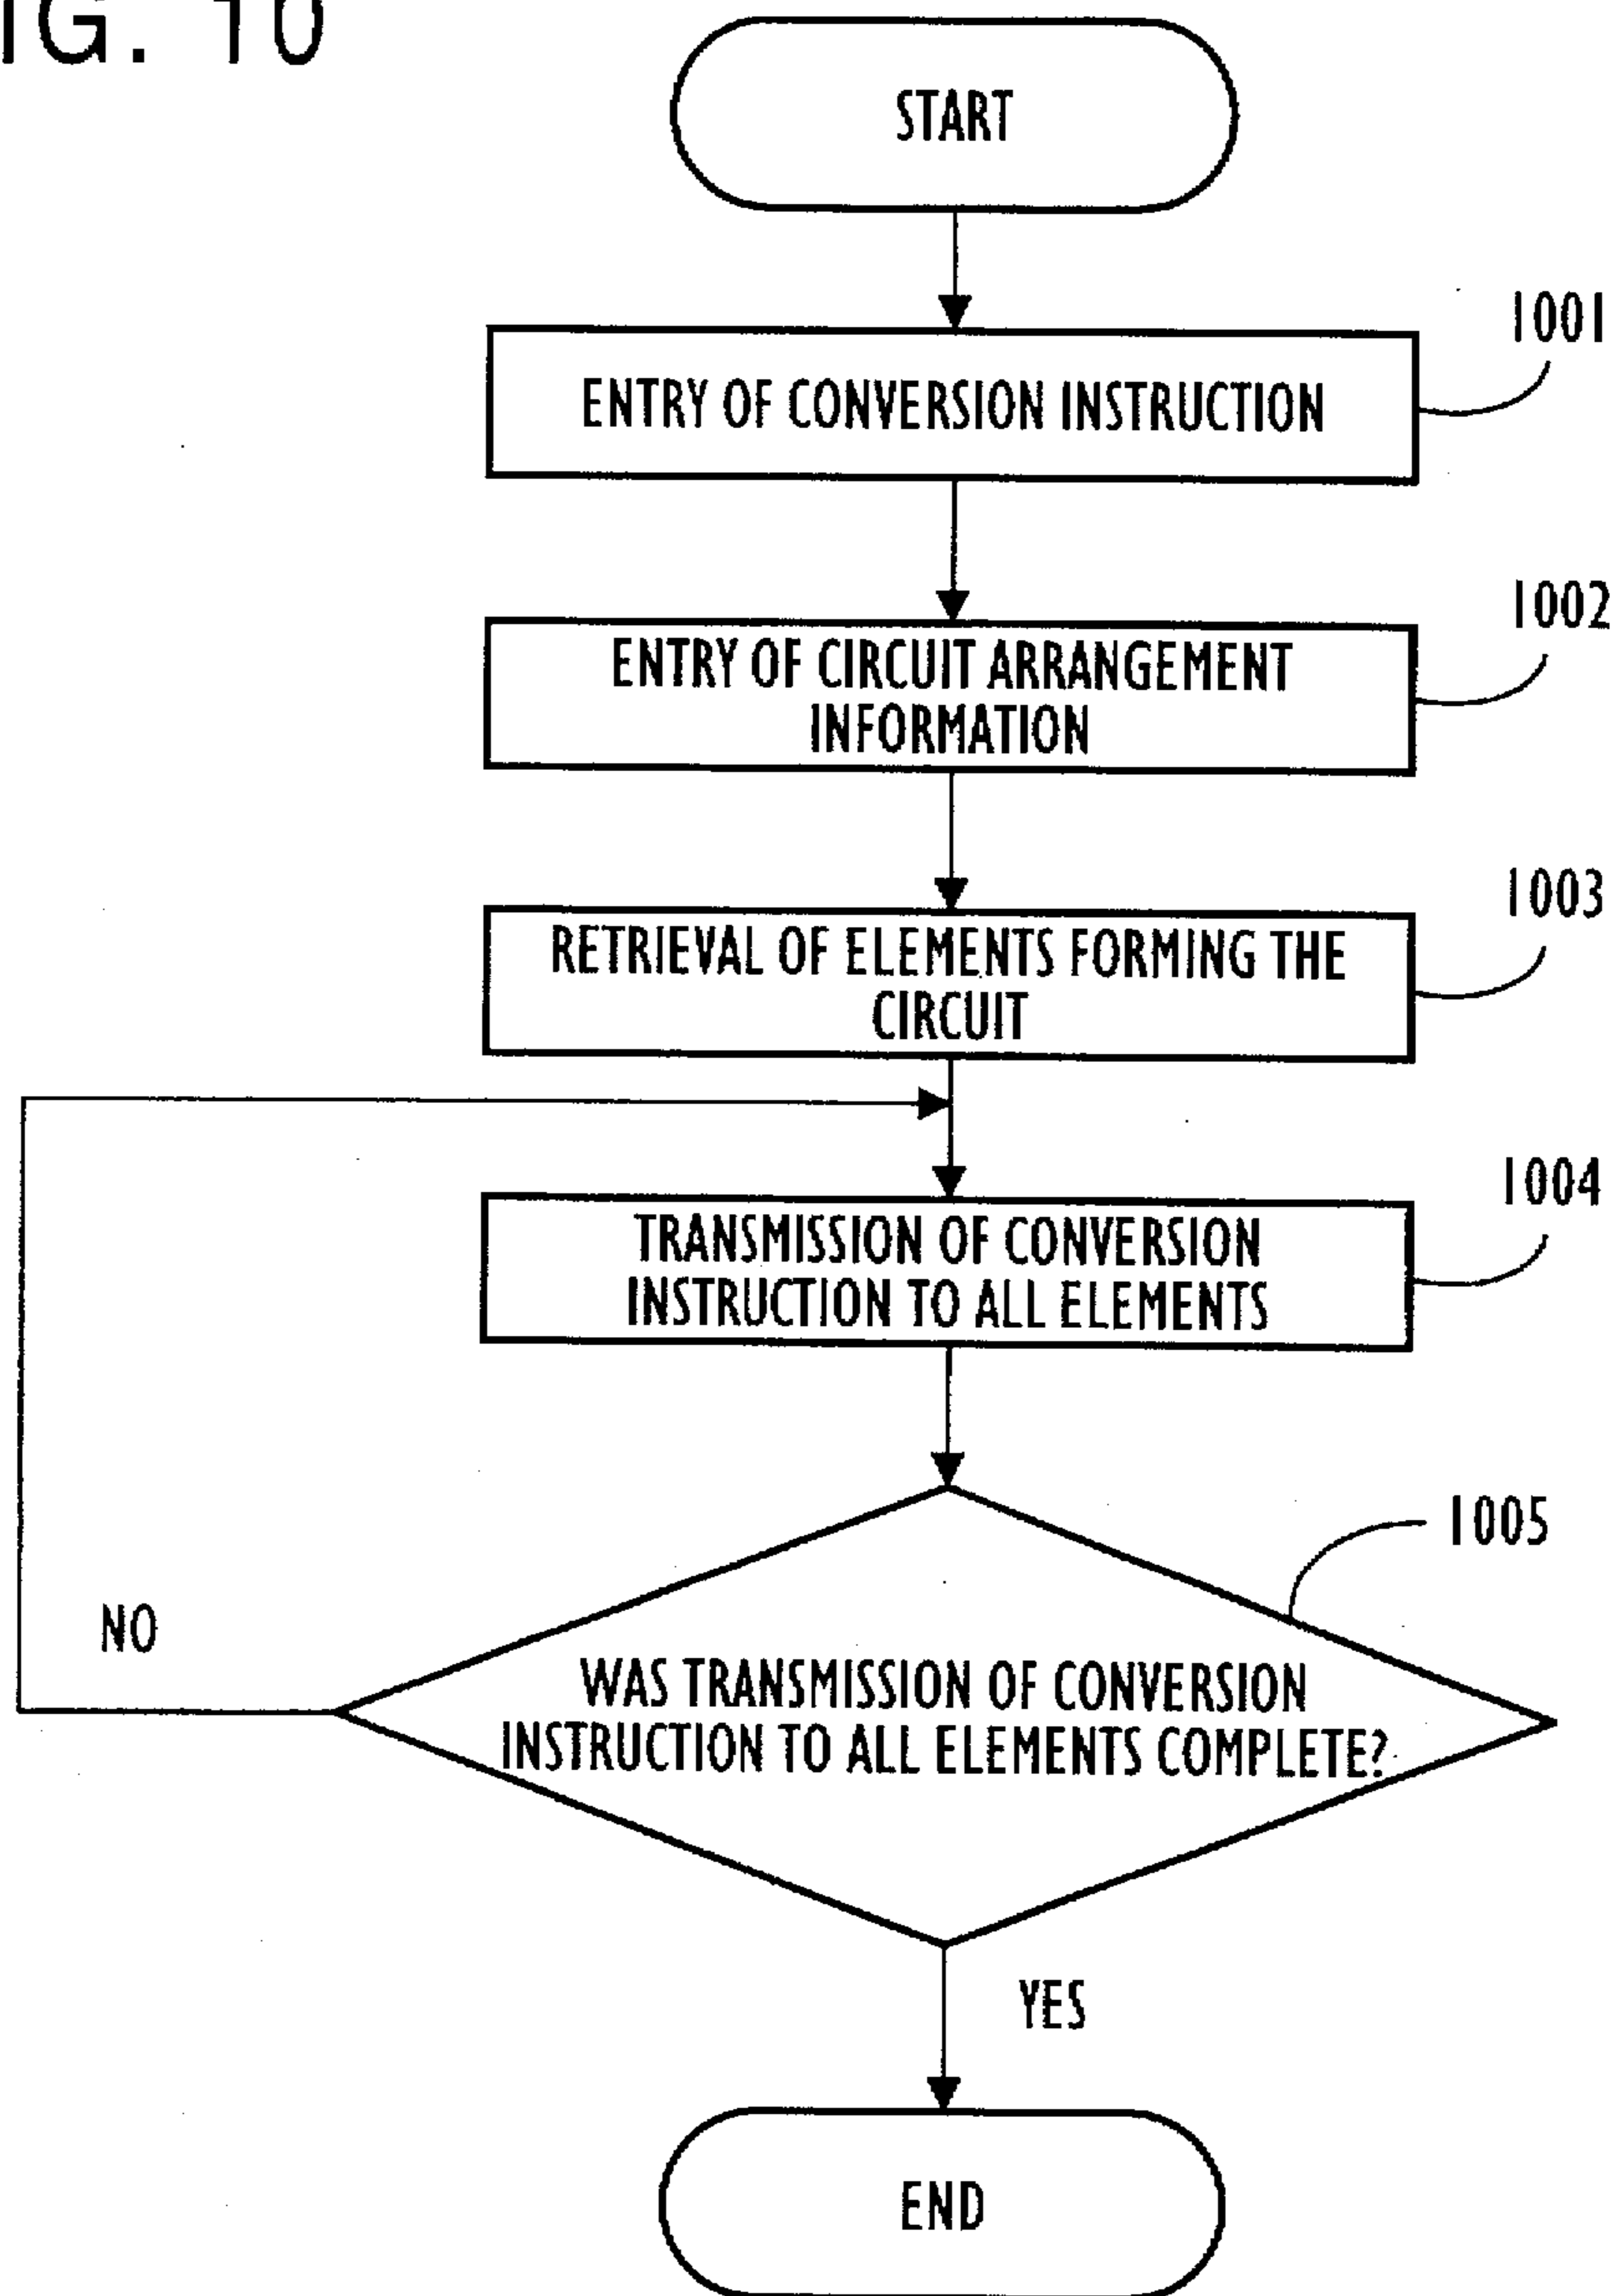 IG. 10
START
1001
ENTRY OF CONVERSION INSTRUCTION
1002
ENTRY OF CIRCUIT ARRANGEMENT
INFORMATION
1003
RETRIEVAL OF ELEMENTS FORMING THE
CIRCUIT
1004
TRANSMISSION OF CONVERSION
INSTRUCTION TO ALL ELEMENTS
1005
NO
WAS TRANSMISSION OF CONVERSION
INSTRUCTION TO ALL ELEMENTS COMPLETE?
YES
END